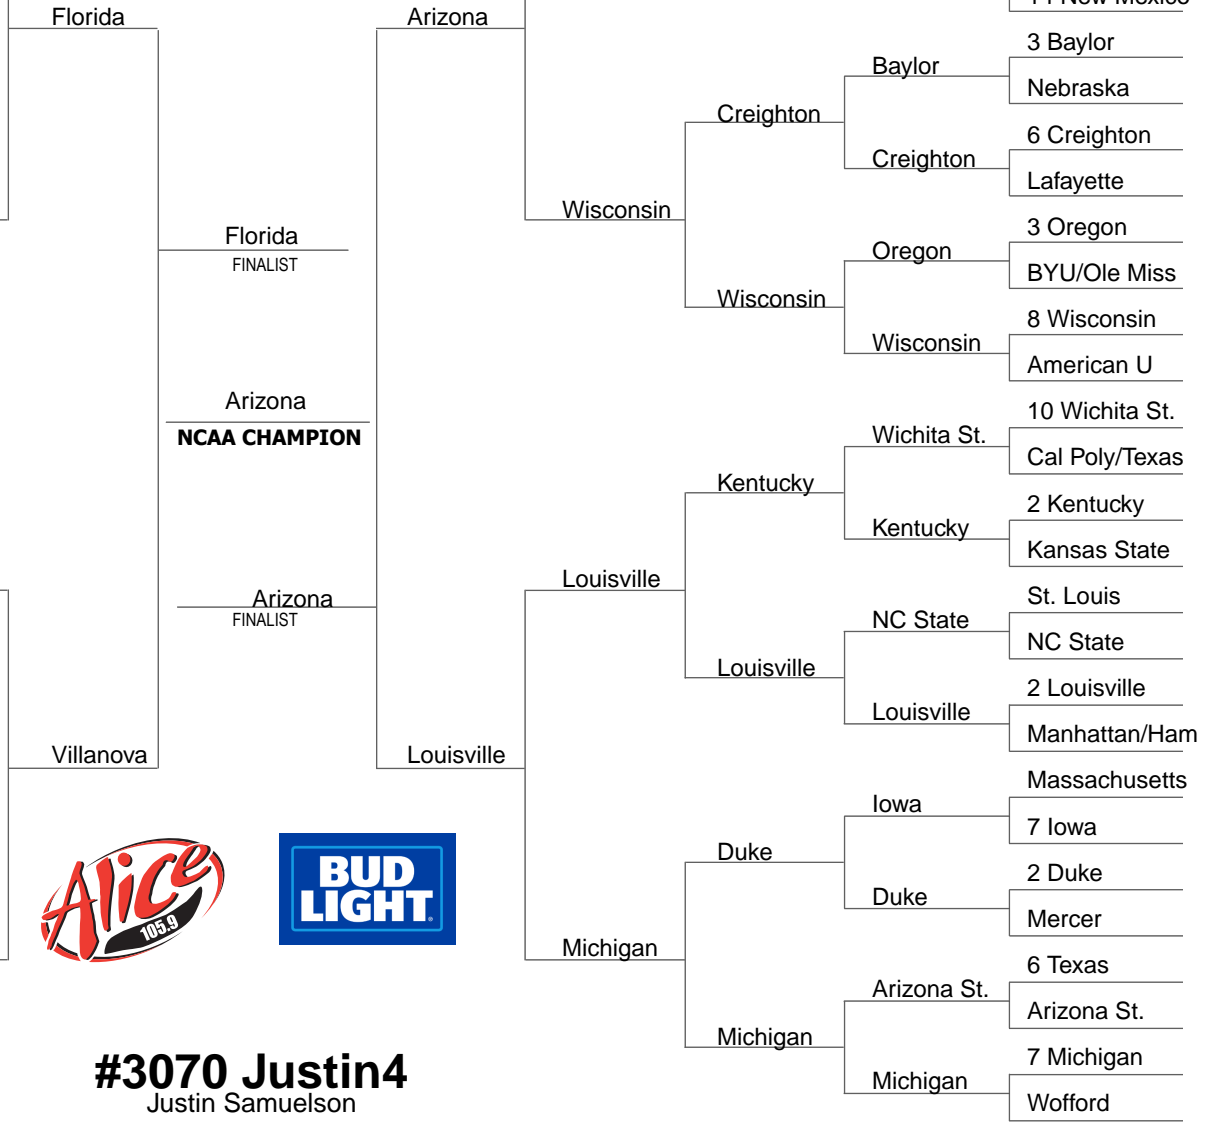 Florida
Arizona
3 Baylor
Baylor
Nebraska
Creighton
6 Creighton
Creighton
Lafayette
Wisconsin
3 Oregon
Florida
FINALIST
Oregon
BYU/Ole Miss
Wisconsin
8 Wisconsin
Wisconsin
American U
Arizona
NCAA CHAMPION
10 Wichita St.
Wichita St.
Cal Poly/Texas
Kentucky
2 Kentucky
Kentucky
Kansas State
Louisville
Arizona
FINALIST
St. Louis
NC State
NC State
Louisville
2 Louisville
Louisville
Manhattan/Ham
Villanova
Louisville
Massachusetts
Iowa
7 Iowa
Duke
2 Duke
Duke
Mercer
Alice
105.9
BUD
LIGHT
Michigan
6 Texas
Arizona St.
Arizona St.
Michigan
7 Michigan
Michigan
Wofford
#3070 Justin4
Justin Samuelson